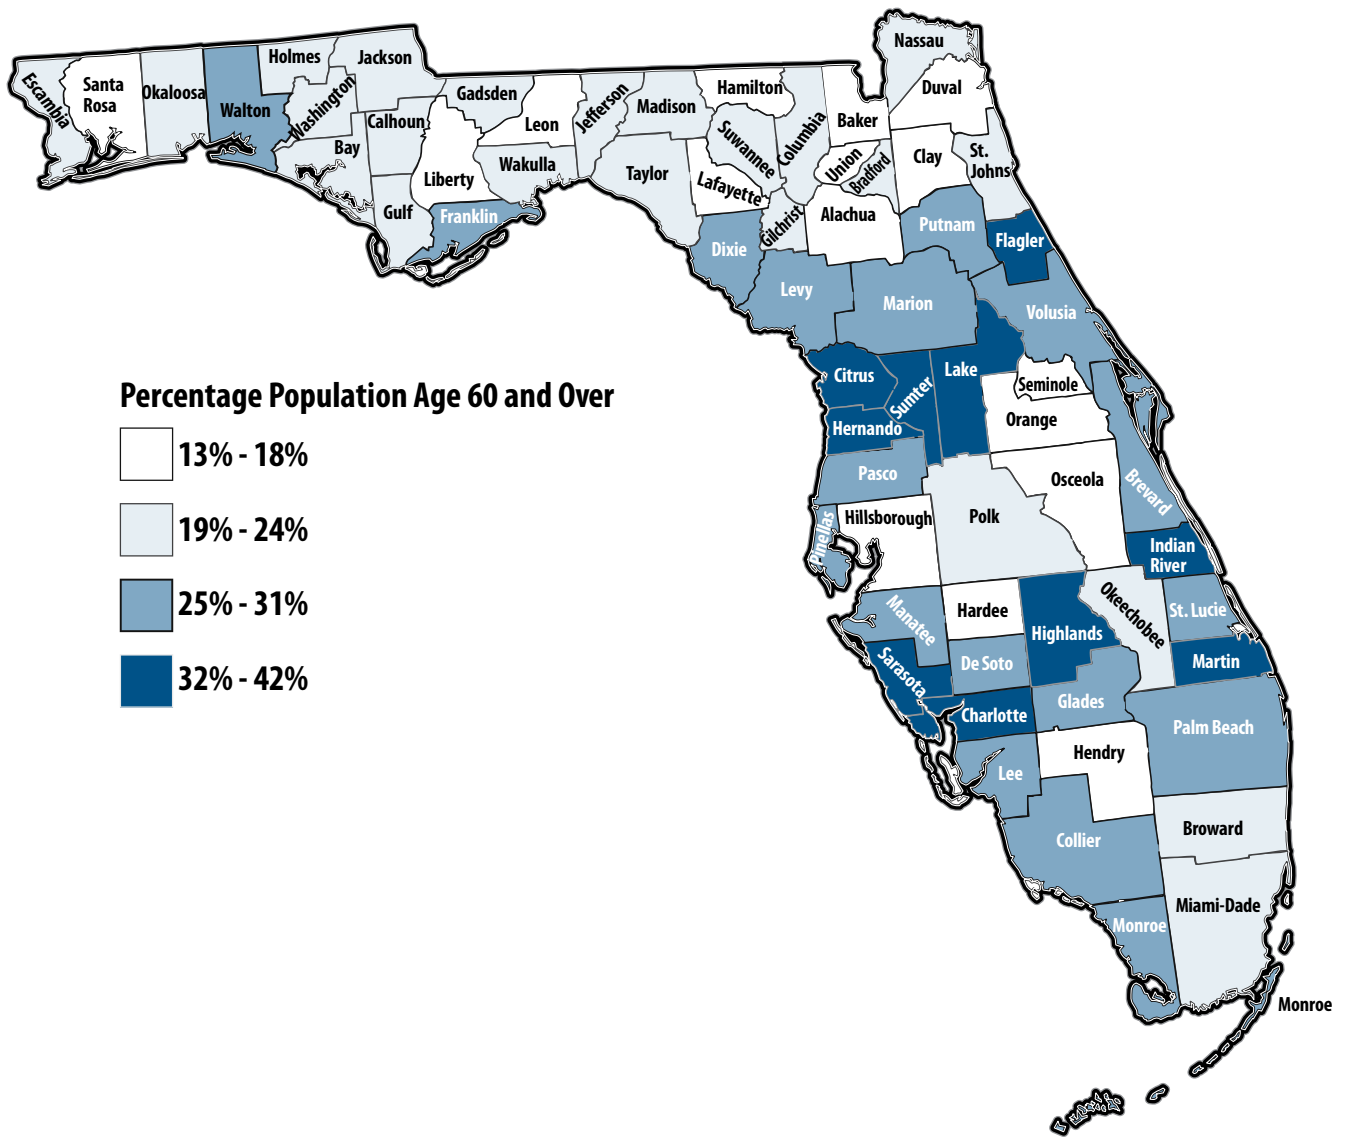 Nassau
Holmes
Jackson
Santa
Rosa
Escambia
Okaloosa
Walton
Washington
Gadsden
Jefferson
Madison
Hamilton
Duval
Calhoun
Leon
Suwannee
Columbia
Baker
Bay
Wakulla
Union
Bradford
Clay
St.
Johns
Liberty
Taylor
Lafayette
Gulf
Franklin
Gilchrist
Alachua
Putnam
Flagler
Dixie
Levy
Marion
Volusia
Citrus
Sumter
Lake
Seminole
Percentage Population Age 60 and Over
Hernando
Orange
13% - 18%
Pasco
Osceola
Brevard
19% - 24%
Pinellas
Hillsborough
Polk
Indian
River
25% - 31%
Manatee
Hardee
Highlands
Okeechobee
St. Lucie
32% - 42%
Sarasota
De Soto
Martin
Charlotte
Glades
Palm Beach
Lee
Hendry
Broward
Collier
Miami-Dade
Monroe
Monroe